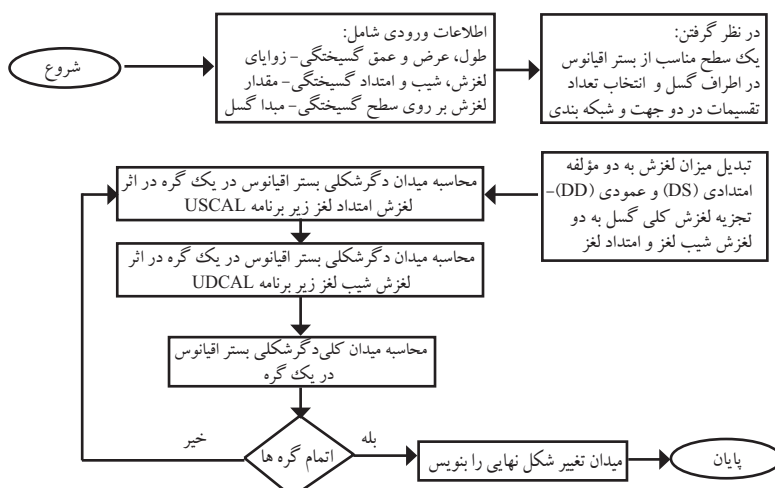 شروع
اطلاعات ورودی شامل:
طول، عرض و عمق گسیختگی- زوایای
لغزش، شیب و امتداد گسیختگی- مقدار
لغزش بر روی سطح گسیختگی- مبدا گسل
در نظر گرفتن:
یک سطح مناسب از بستر اقیانوس
در اطراف گسل و انتخاب تعداد
تقسیمات در دو جهت و شبکه بندی
تبدیل میزان لغزش به دو مؤلفه
امتدادی (DS) و عمودی (DD)-
تجزیه لغزش کلی گسل به دو
لغزش شیب لغز و امتداد لغز
محاسبه میدان دگرشکلی بستر اقیانوس در یک گره در اثر
لغزش امتداد لغز زیر برنامه USCAL
محاسبه میدان دگرشکلی بستر اقیانوس در یک گره در اثر
لغزش شیب لغز زیر برنامه UDCAL
محاسبه میدان کلی‌دگرشکلی بستر اقیانوس
در یک گره
اتمام گره ها
خیر
بله
میدان تغییر شکل نهایی را بنویس
پایان